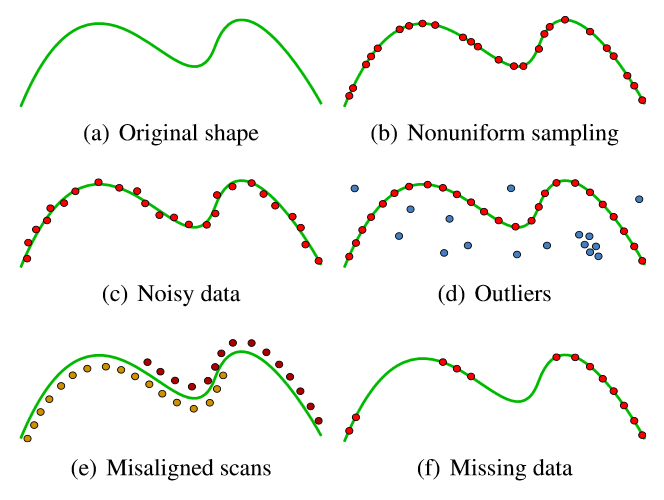 (a) Original shape
(b) Nonuniform sampling
(c) Noisy data
(d) Outliers
(e) Misaligned scans
(f) Missing data